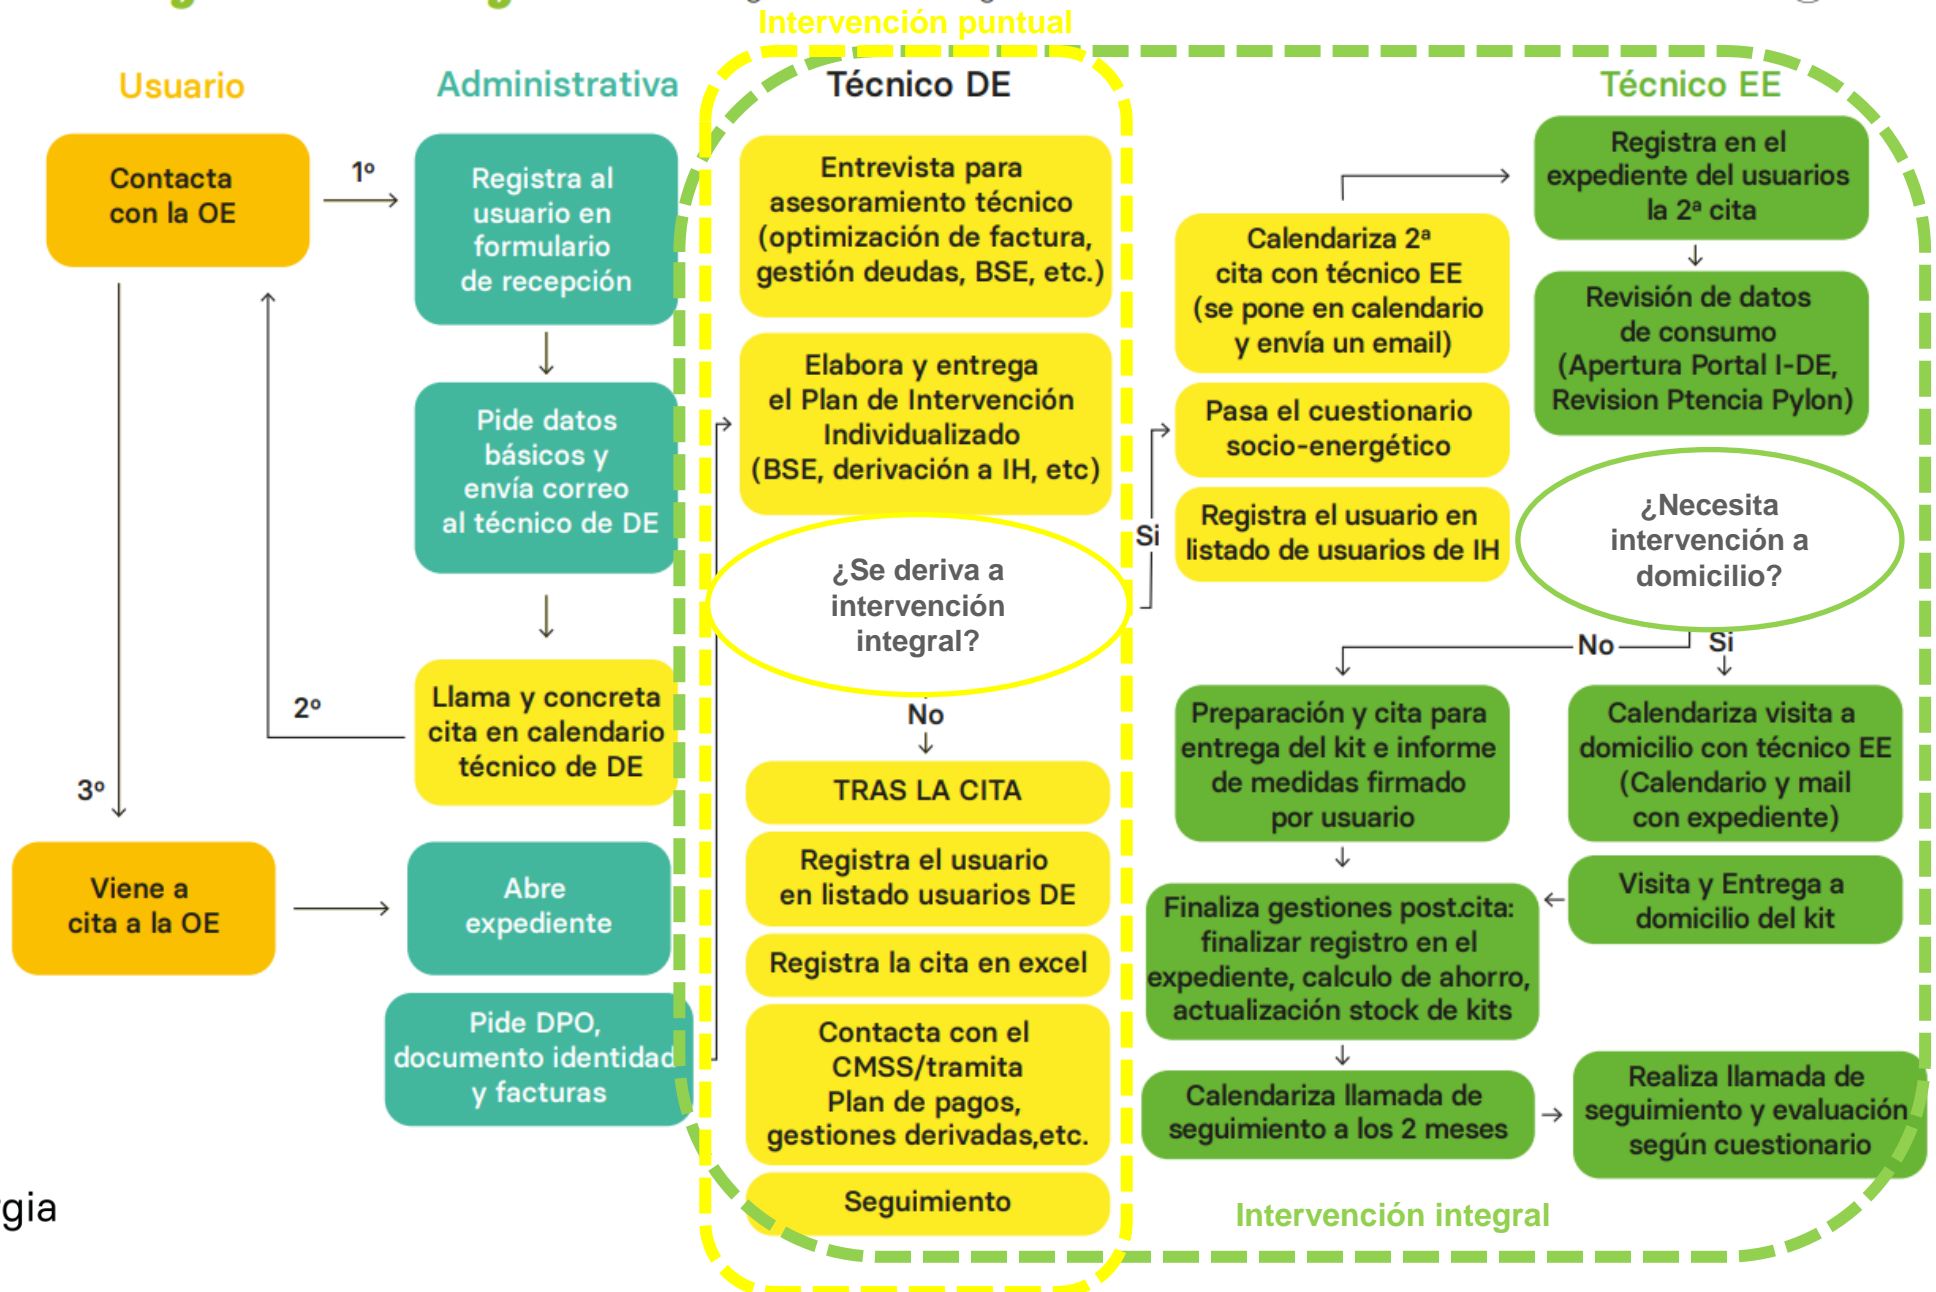 Intervención puntual
Usuario
Administrativa
Técnico DE
Técnico EE
Contacta
con la OE
1º
Registra al
usuario en
formulario
de recepción
Pide datos
básicos y
envía correo
al técnico de DE
Llama y concreta
cita en calendario
técnico de DE
2º
3º
Viene a
cita a la OE
Abre
expediente
Pide DPO,
documento identidad
y facturas
Entrevista para
asesoramiento técnico
(optimización de factura,
gestión deudas, BSE, etc.)
Elabora y entrega
el Plan de Intervención
Individualizado
(BSE, derivación a IH, etc)
¿Se deriva a
intervención
integral?
No
TRAS LA CITA
Registra el usuario
en listado usuarios DE
Registra la cita en excel
Contacta con el
CMSS/tramita
Plan de pagos,
gestiones derivadas,etc.
Seguimiento
Si
Calendariza 2ª
cita con técnico EE
(se pone en calendario
y envía un email)
Pasa el cuestionario
socio-energético
Registra el usuario en
listado de usuarios de IH
Registra en el
expediente del usuarios
la 2ª cita
Revisión de datos
de consumo
(Apertura Portal I-DE,
Revision Ptencia Pylon)
¿Necesita
intervención a
domicilio?
No
Si
Preparación y cita para
entrega del kit e informe
de medidas firmado
por usuario
Calendariza visita a
domicilio con técnico EE
(Calendario y mail
con expediente)
Visita y Entrega a
domicilio del kit
Finaliza gestiones post.cita:
finalizar registro en el
expediente, calculo de ahorro,
actualización stock de kits
Calendariza llamada de
seguimiento a los 2 meses
Realiza llamada de
seguimiento y evaluación
según cuestionario
Intervención integral
gia